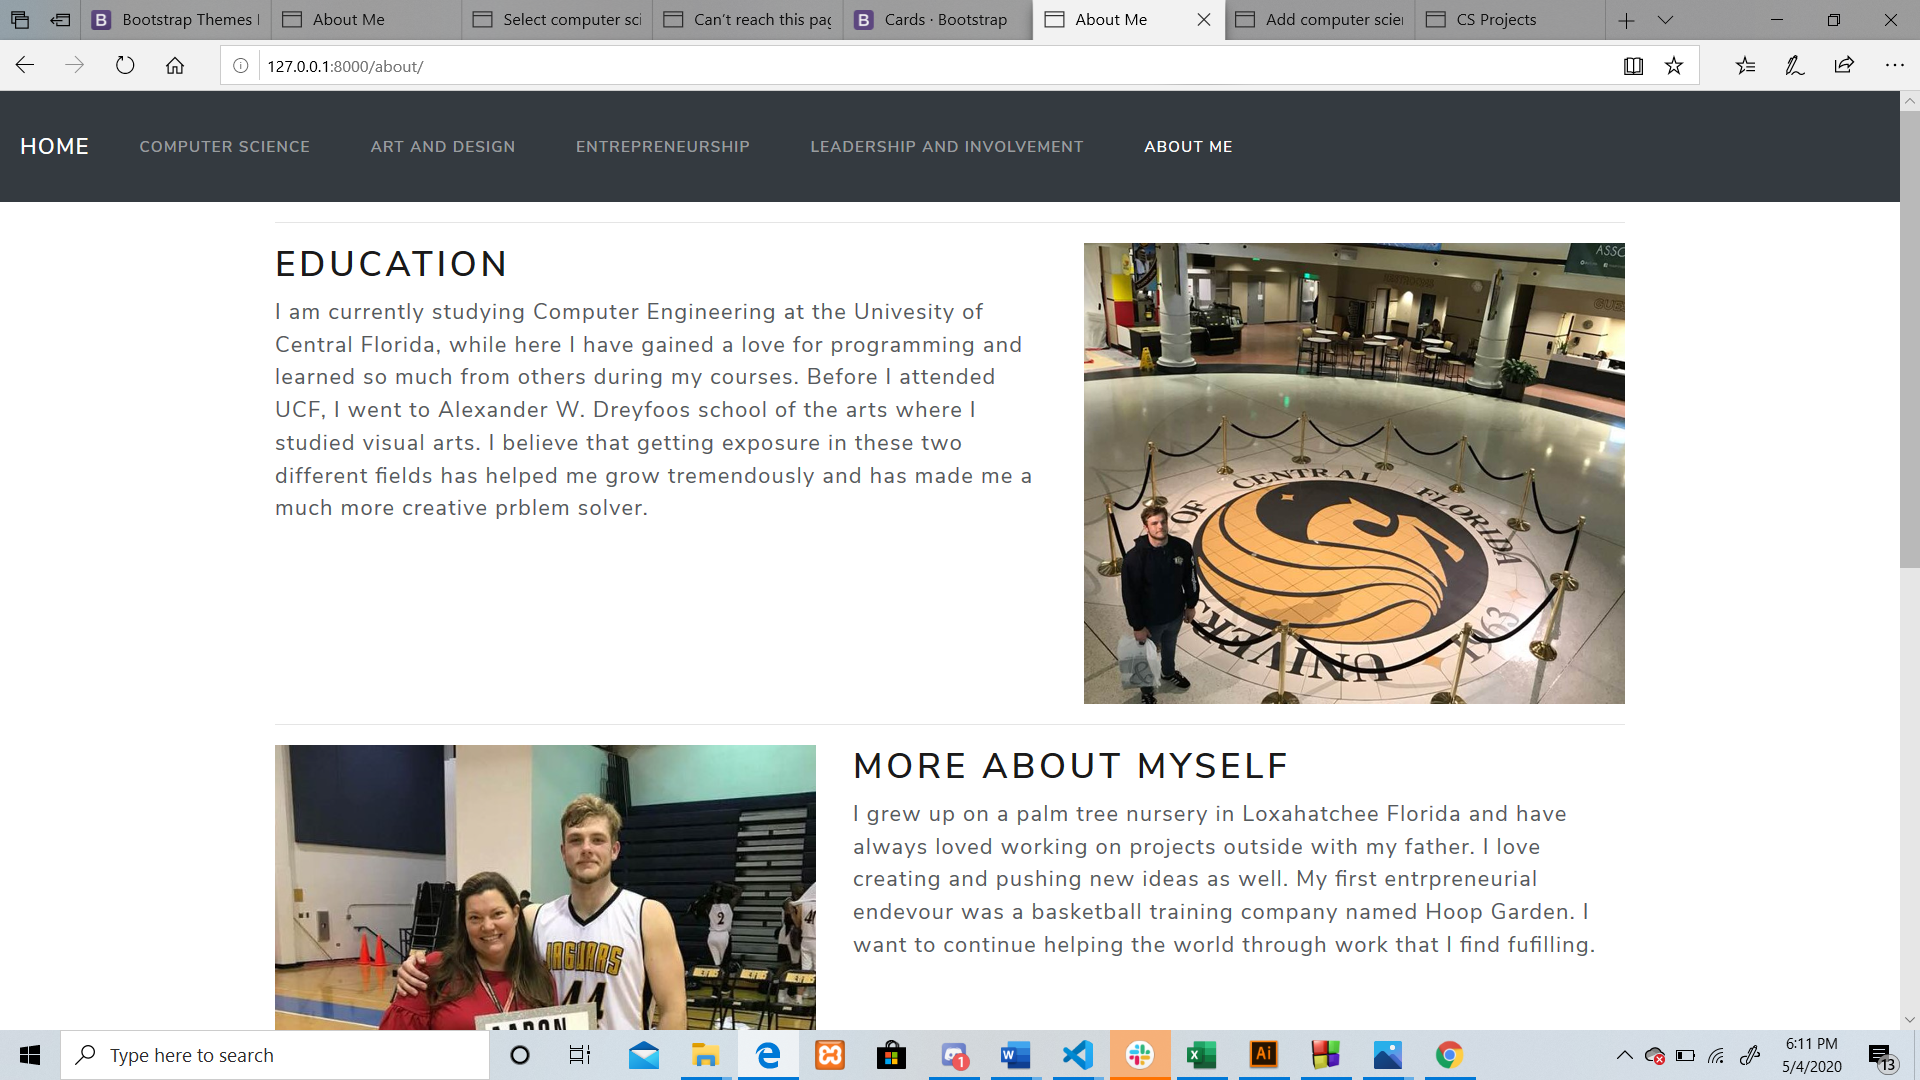 Bootstrap Themes
About Me
Select computer sci
Can't reach this pag
Cards · Bootstrap
About Me
Add computer scien
CS Projects
127.0.0.1:8000/about/
HOME
COMPUTER SCIENCE
ART AND DESIGN
ENTREPRENEURSHIP
LEADERSHIP AND INVOLVEMENT
ABOUT ME
EDUCATION
I am currently studying Computer Engineering at the Univesity of
Central Florida, while here I have gained a love for programming and
learned so much from others during my courses. Before I attended
UCF, I went to Alexander W. Dreyfoos school of the arts where I
studied visual arts. I believe that getting exposure in these two
different fields has helped me grow tremendously and has made me a
much more creative prblem solver.
ASSO
UNIVER OF CENTRAL FLORIDA
1963
MORE ABOUT MYSELF
I grew up on a palm tree nursery in Loxahatchee Florida and have
always loved working on projects outside with my father. I love
creating and pushing new ideas as well. My first entrpreneurial
endevour was a basketball training company named Hoop Garden. I
want to continue helping the world through work that I find fufilling.
JAGUARS
44
2
AARON
Type here to search
1
6:11 PM
5/4/2020
13